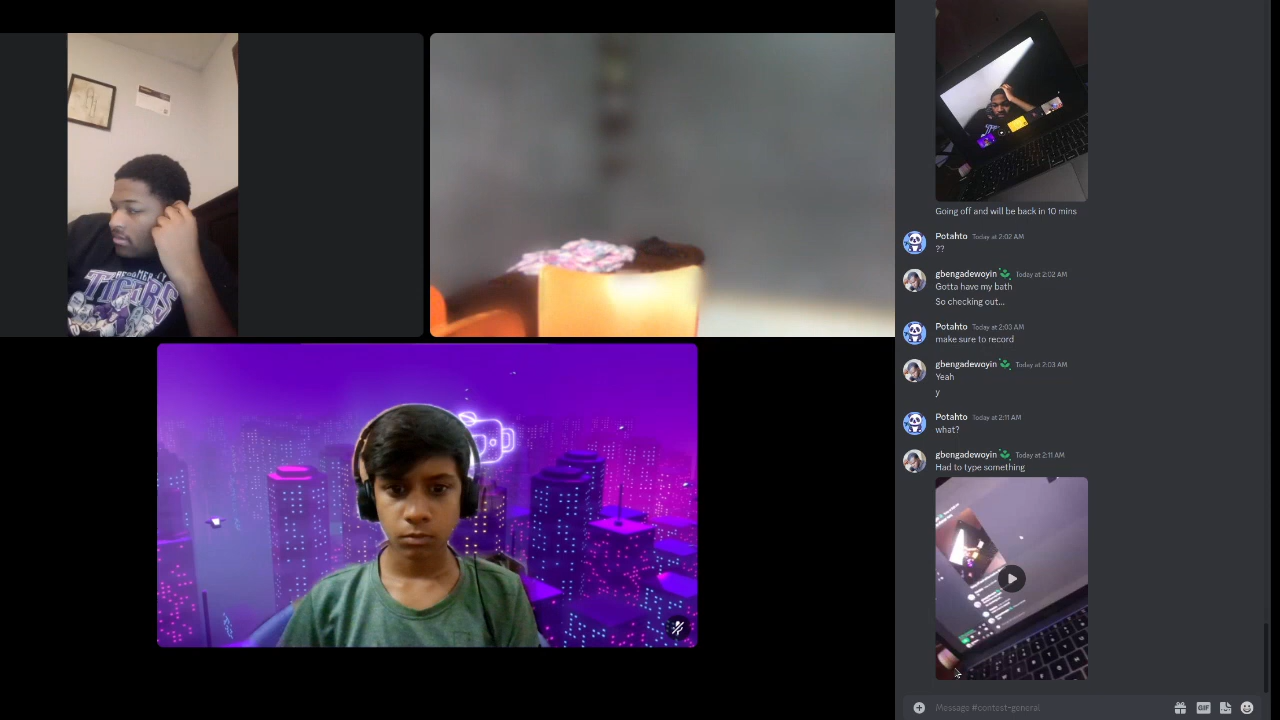 TIGERS
Going off and will be back in 10 mins
Potahto Today at 2:02 AM
??
gbengadewoyin Today at 2:02 AM
Gotta have my bath
So checking out...
Potahto Today at 2:03 AM
make sure to record
gbengadewoyin Today at 2:03 AM
Yeah
y
Potahto Today at 2:11 AM
what?
gbengadewoyin Today at 2:11 AM
Had to type something
Message #contest-general
GIF